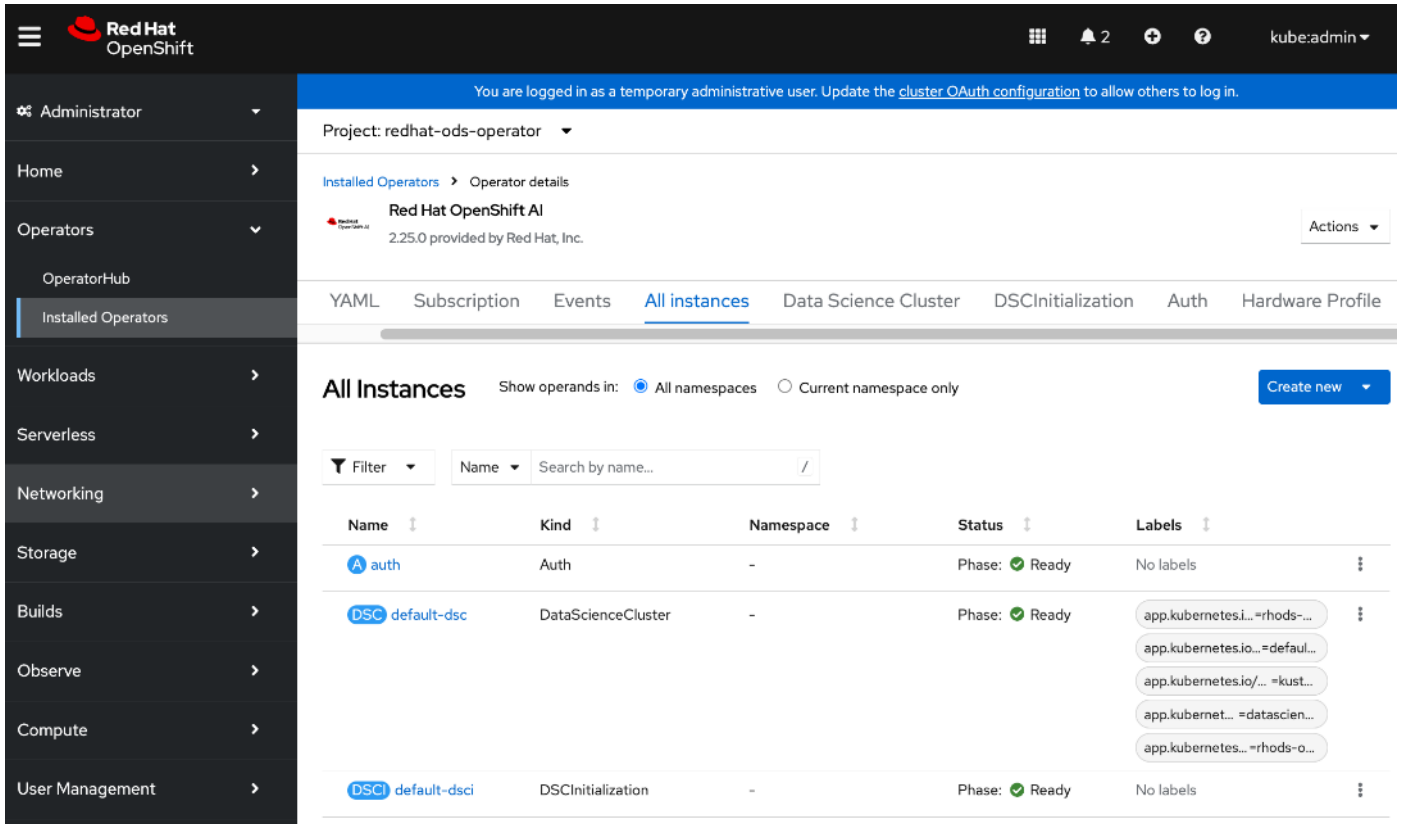 Red Hat
OpenShift
2
kube:admin
You are logged in as a temporary administrative user. Update the cluster OAuth configuration to allow others to log in.
Administrator
Home
Operators
OperatorHub
Installed Operators
Workloads
Serverless
Networking
Storage
Builds
Observe
Compute
User Management
Project: redhat-ods-operator
Installed Operators > Operator details
Red Hat OpenShift AI
2.25.0 provided by Red Hat, Inc.
Actions
YAML Subscription Events All instances Data Science Cluster DSCInitialization Auth Hardware Profile
All Instances Show operands in: All namespaces Current namespace only Create new
Filter Name Search by name... /
Name Kind Namespace Status Labels
A auth Auth - Phase: Ready No labels
DSC default-dsc DataScienceCluster - Phase: Ready app.kubernetes.i...=rhods-...
app.kubernetes.io...=defaul...
app.kubernetes.io/... =kust...
app.kubernet... =datascien...
app.kubernetes... =rhods-o...
DSCI default-dsci DSCInitialization - Phase: Ready No labels